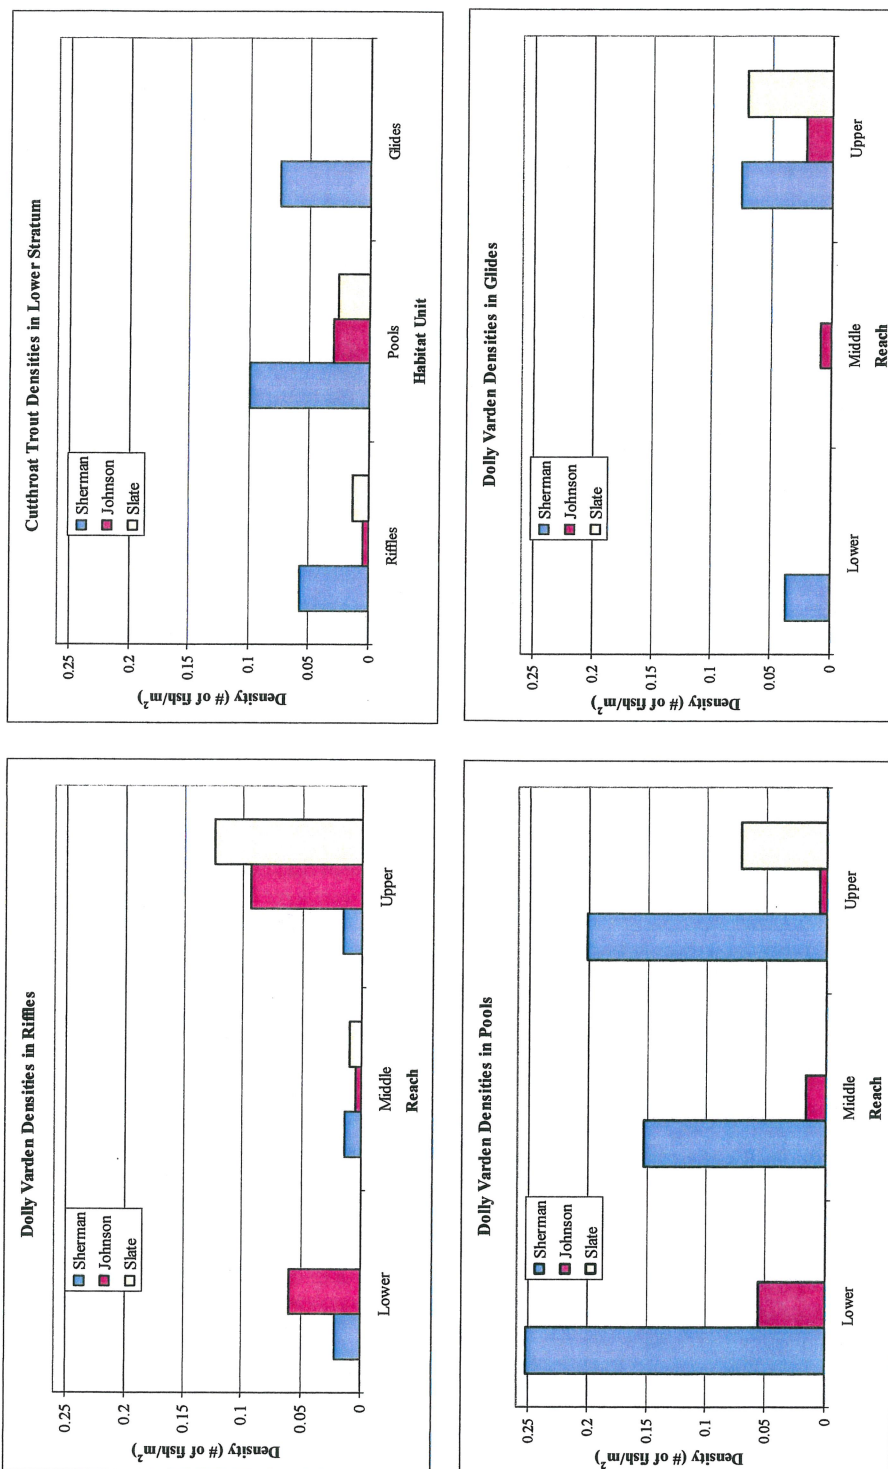 Dolly Varden Densities in Riffles
Density (# of fish/m²)
0.25
0.2
0.15
0.1
0.05
0
Sherman
Johnson
Slate
Lower
Middle
Upper
Reach
Cutthroat Trout Densities in Lower Stratum
Density (# of fish/m²)
0.25
0.2
0.15
0.1
0.05
0
Sherman
Johnson
Slate
Riffles
Pools
Glides
Habitat Unit
Dolly Varden Densities in Pools
Density (# of fish/m²)
0.25
0.2
0.15
0.1
0.05
0
Sherman
Johnson
Slate
Lower
Middle
Upper
Reach
Dolly Varden Densities in Glides
Density (# of fish/m²)
0.25
0.2
0.15
0.1
0.05
0
Sherman
Johnson
Slate
Lower
Middle
Upper
Reach